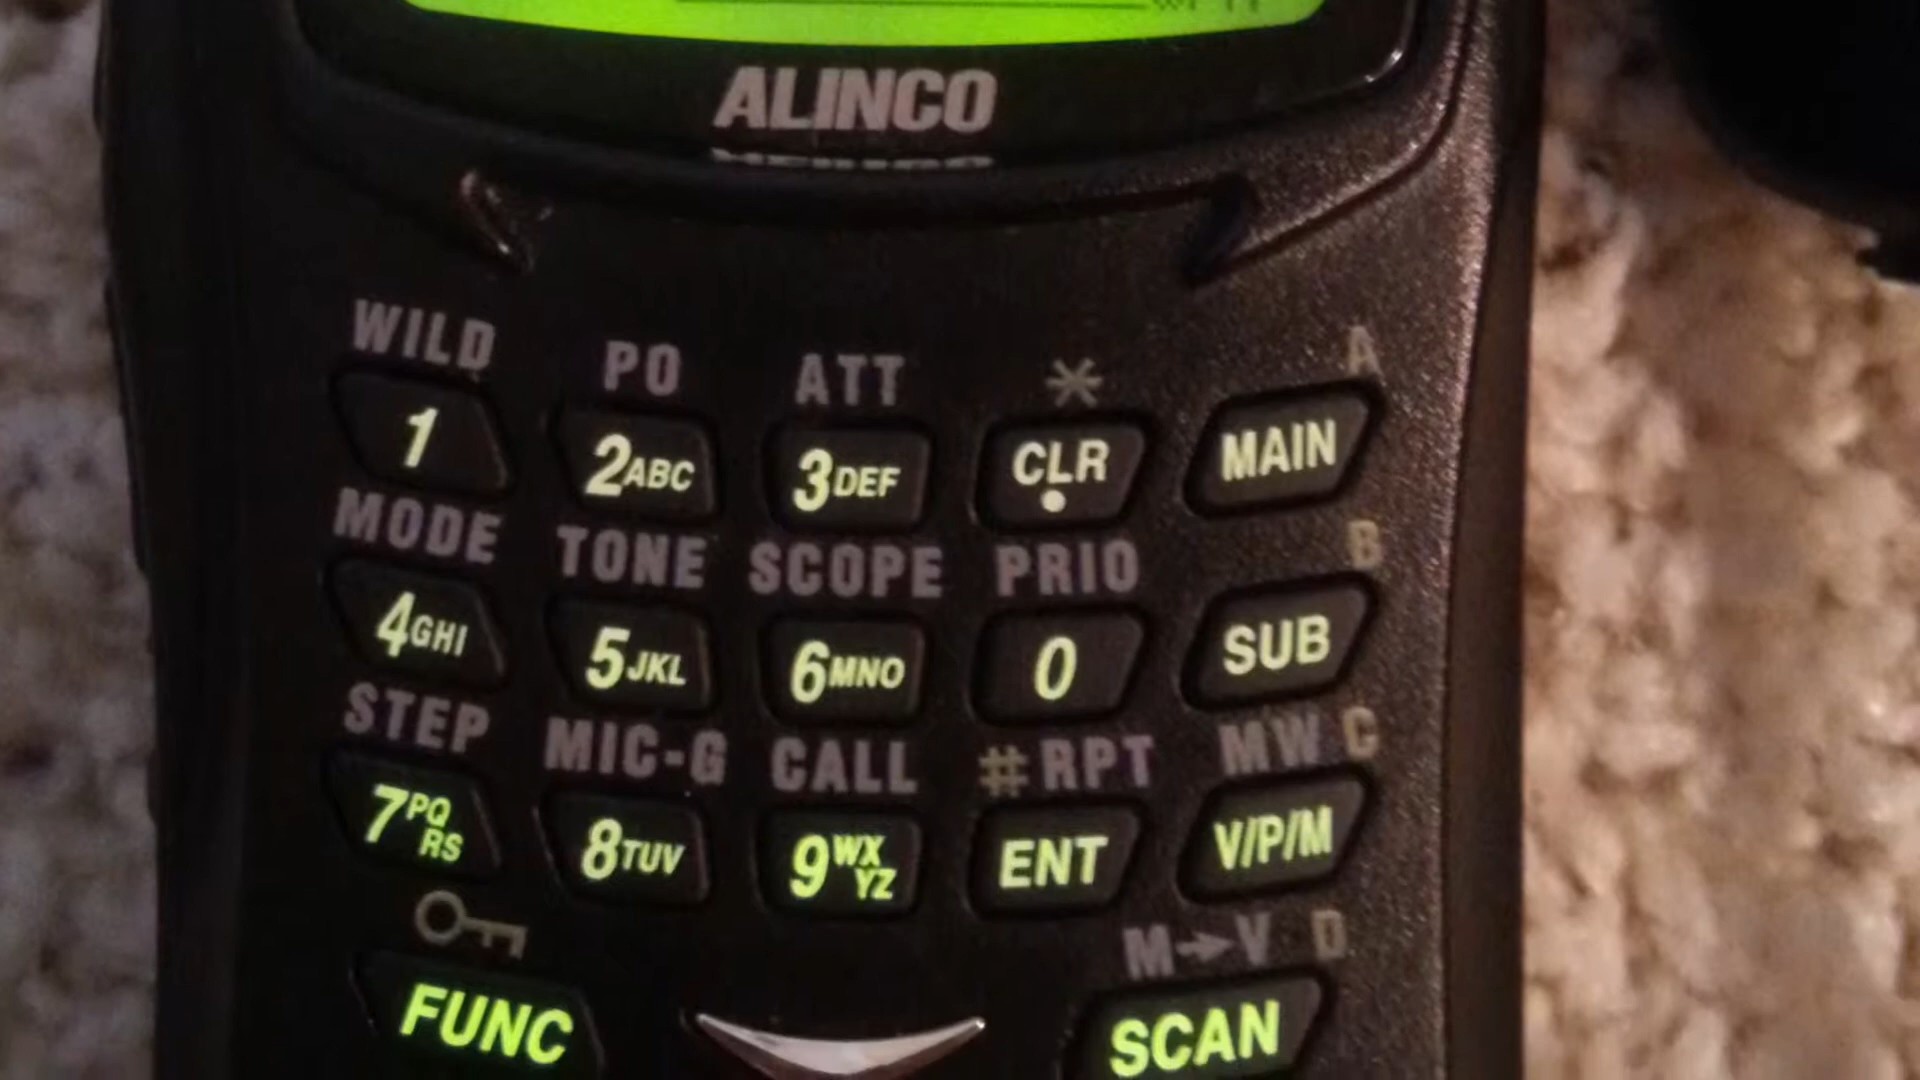 ALINCO
WILD PO ATT * A
1 2ABC 3DEF CLR MAIN
MODE TONE SCOPE PRIO B
4GHI 5JKL 6MNO 0 SUB
STEP MIC-G CALL #RPT MW C
7PQRS 8TUV 9WXYZ ENT V/P/M
M→V D
FUNC SCAN